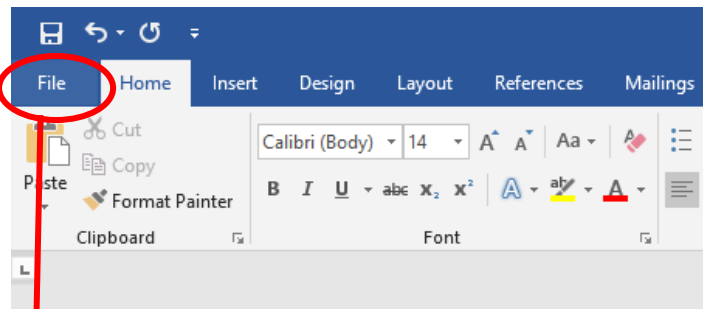 File Home Insert Design Layout References Mailings
Cut
Calibri (Body) 14 A A Aa A
Copy
Paste
B I U abc X₂ X² A ab A
Format Painter
Clipboard Font
L